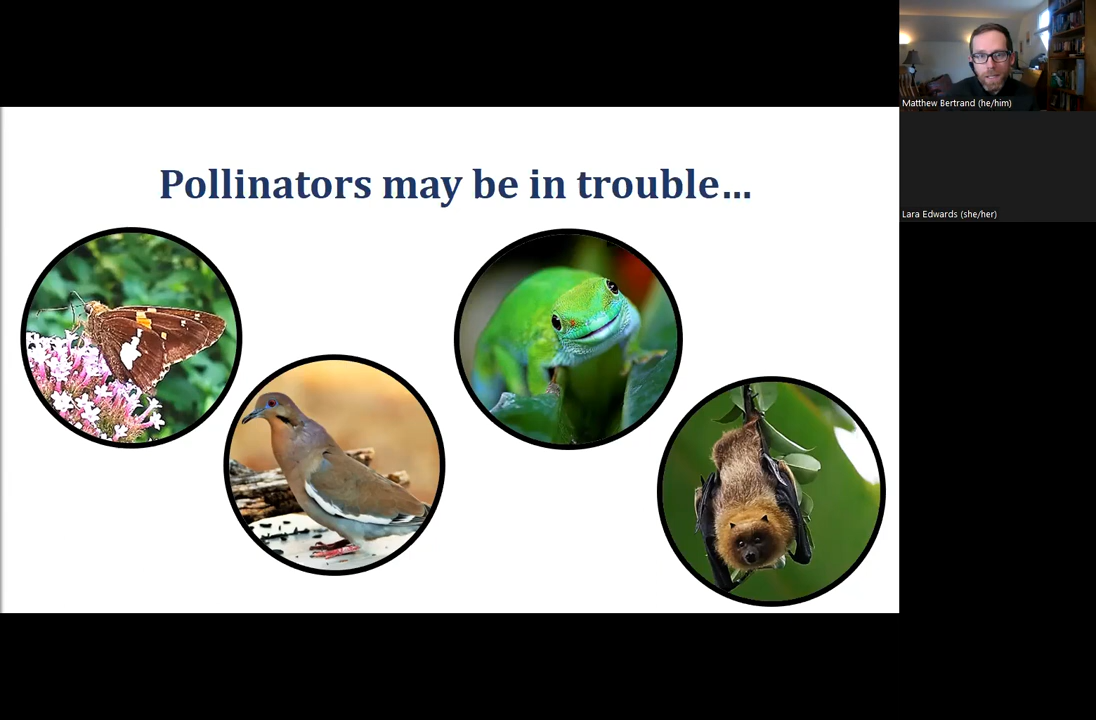 Pollinators may be in trouble...
Matthew Bertrand (he/him)
Lara Edwards (she/her)